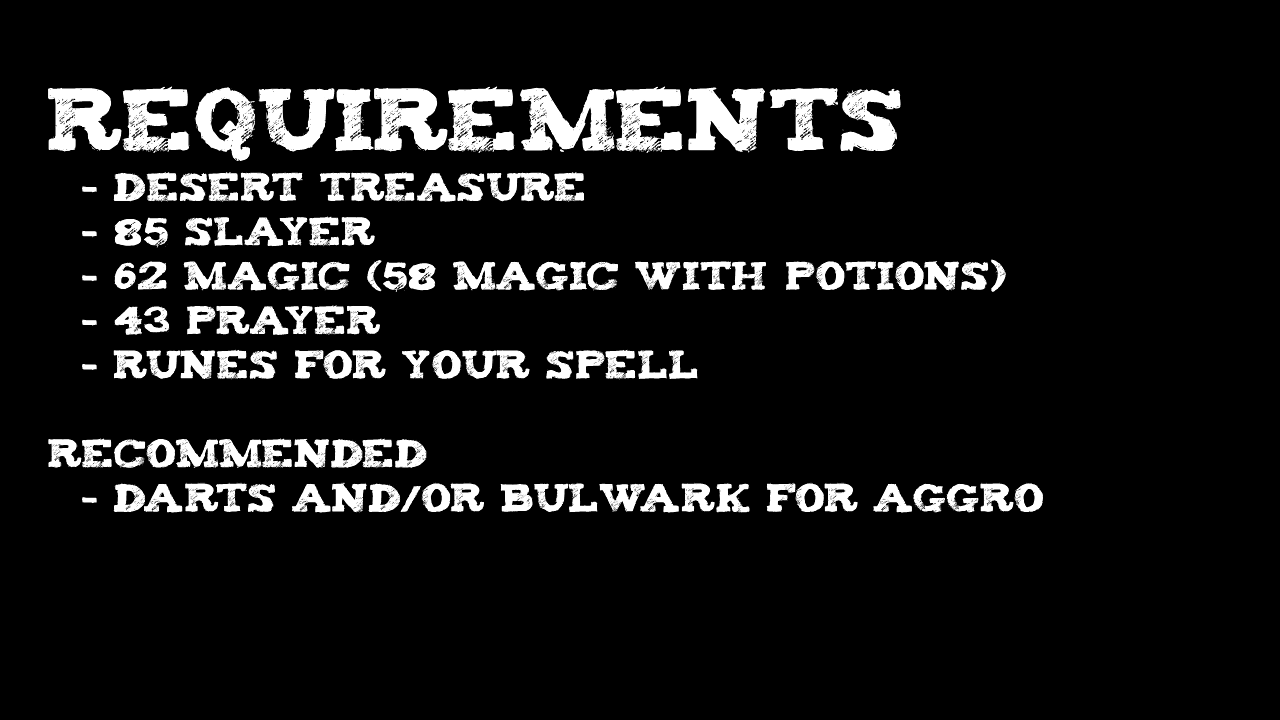 REQUIREMENTS
- DESERT TREASURE
- 85 SLAYER
- 62 MAGIC (58 MAGIC WITH POTIONS)
- 43 PRAYER
- RUNES FOR YOUR SPELL
RECOMMENDED
- DARTS AND/OR BULWARK FOR AGGRO